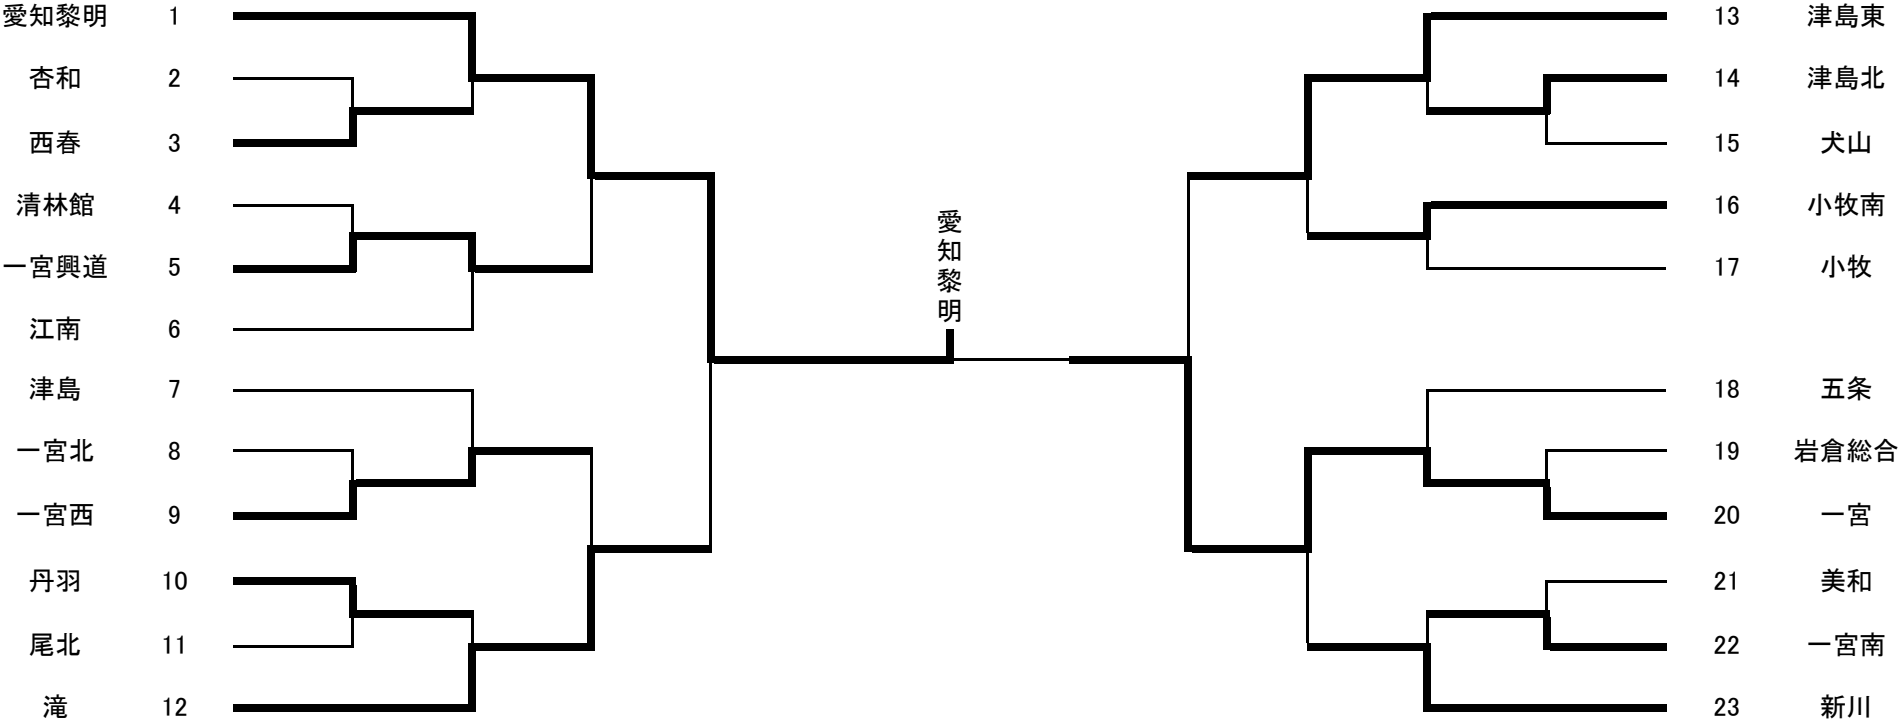 愛知黎明 1
杏和 2
西春 3
清林館 4
一宮興道 5
江南 6
津島 7
一宮北 8
一宮西 9
丹羽 10
尾北 11
滝 12
愛知黎明
13 津島東
14 津島北
15 犬山
16 小牧南
17 小牧
18 五条
19 岩倉総合
20 一宮
21 美和
22 一宮南
23 新川